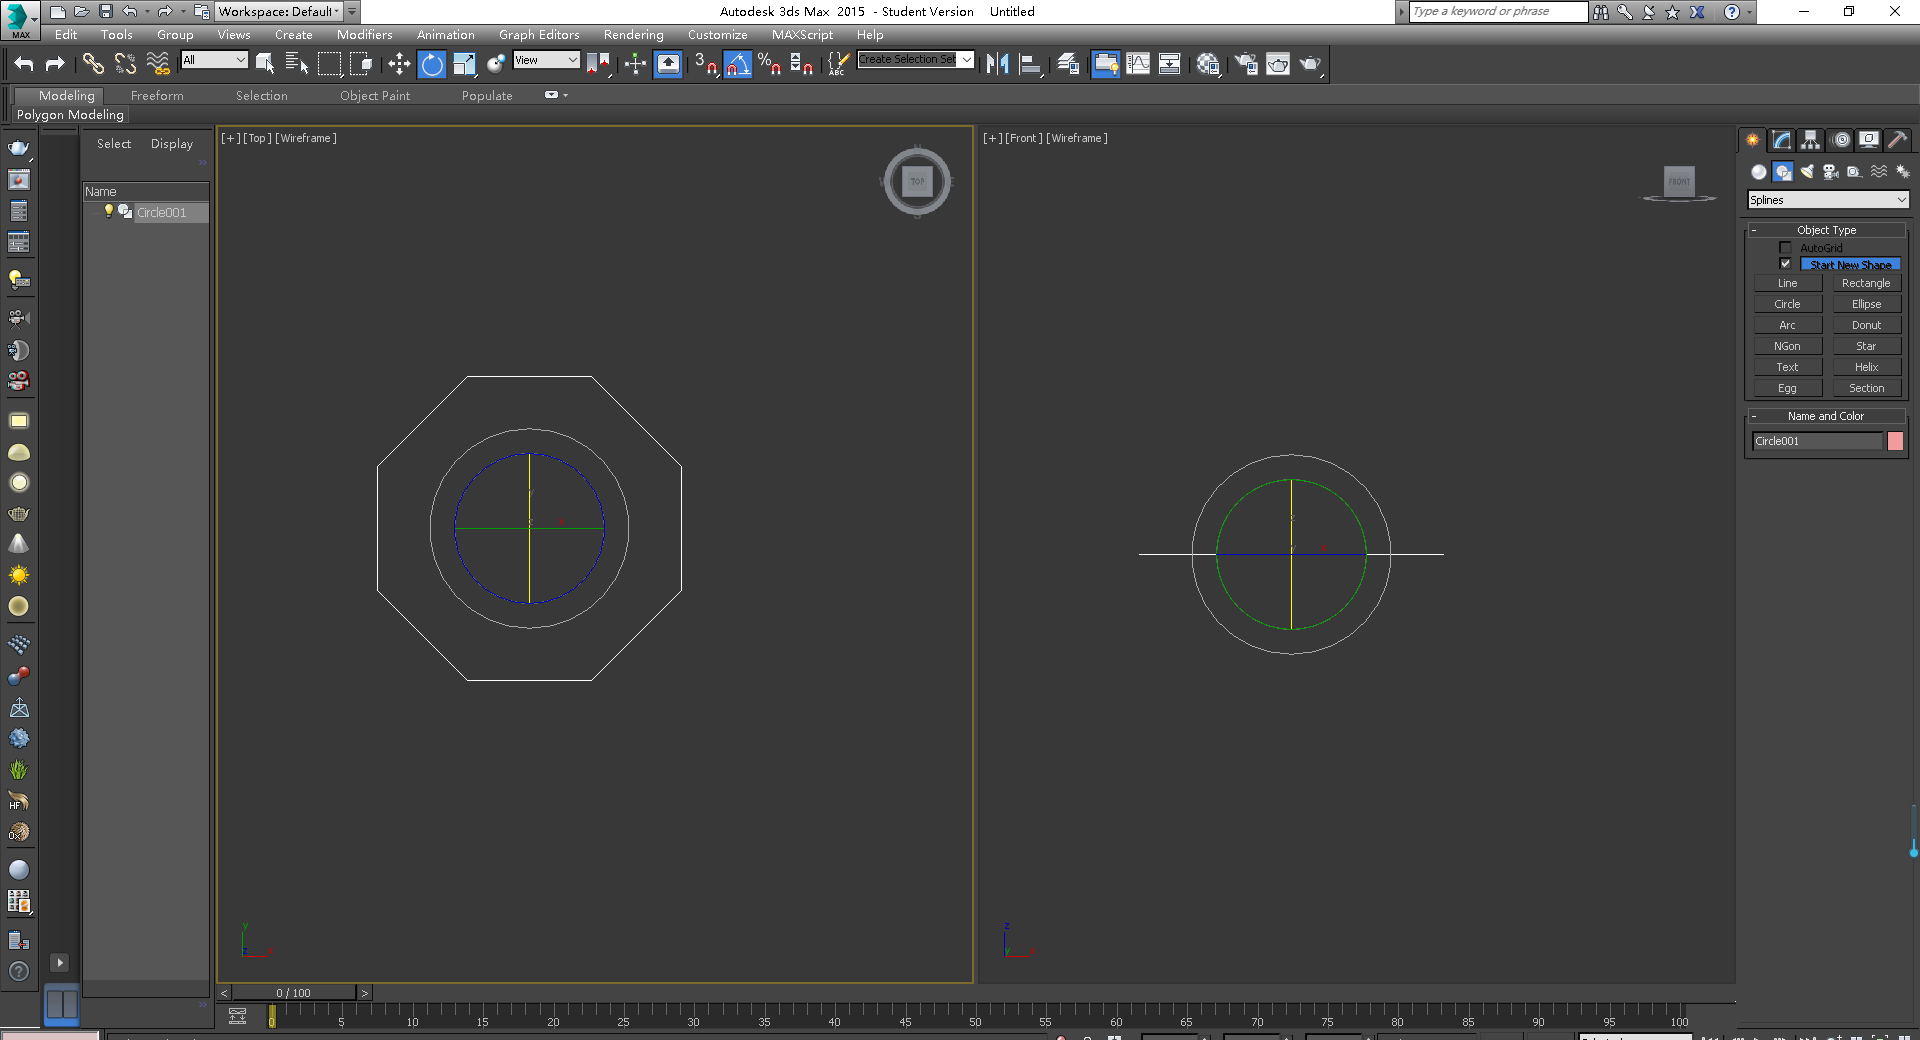 Workspace: Default
Autodesk 3ds Max 2015 - Student Version Untitled
Type a keyword or phrase
MAX
Edit Tools Group Views Create Modifiers Animation Graph Editors Rendering Customize MAXScript Help
All
View
3
%
ABC
Create Selection Set
Modeling Freeform Selection Object Paint Populate
Polygon Modeling
Select Display
Name
Circle001
[+][Top][Wireframe]
TOP
y
x
z
[+][Front][Wireframe]
FRONT
z
x
Splines
Object Type
AutoGrid
Start New Shape
Line Rectangle
Circle Ellipse
Arc Donut
NGon Star
Text Helix
Egg Section
Name and Color
Circle001
HF
Ox
< 0 / 100 >
0 5 10 15 20 25 30 35 40 45 50 55 60 65 70 75 80 85 90 95 100